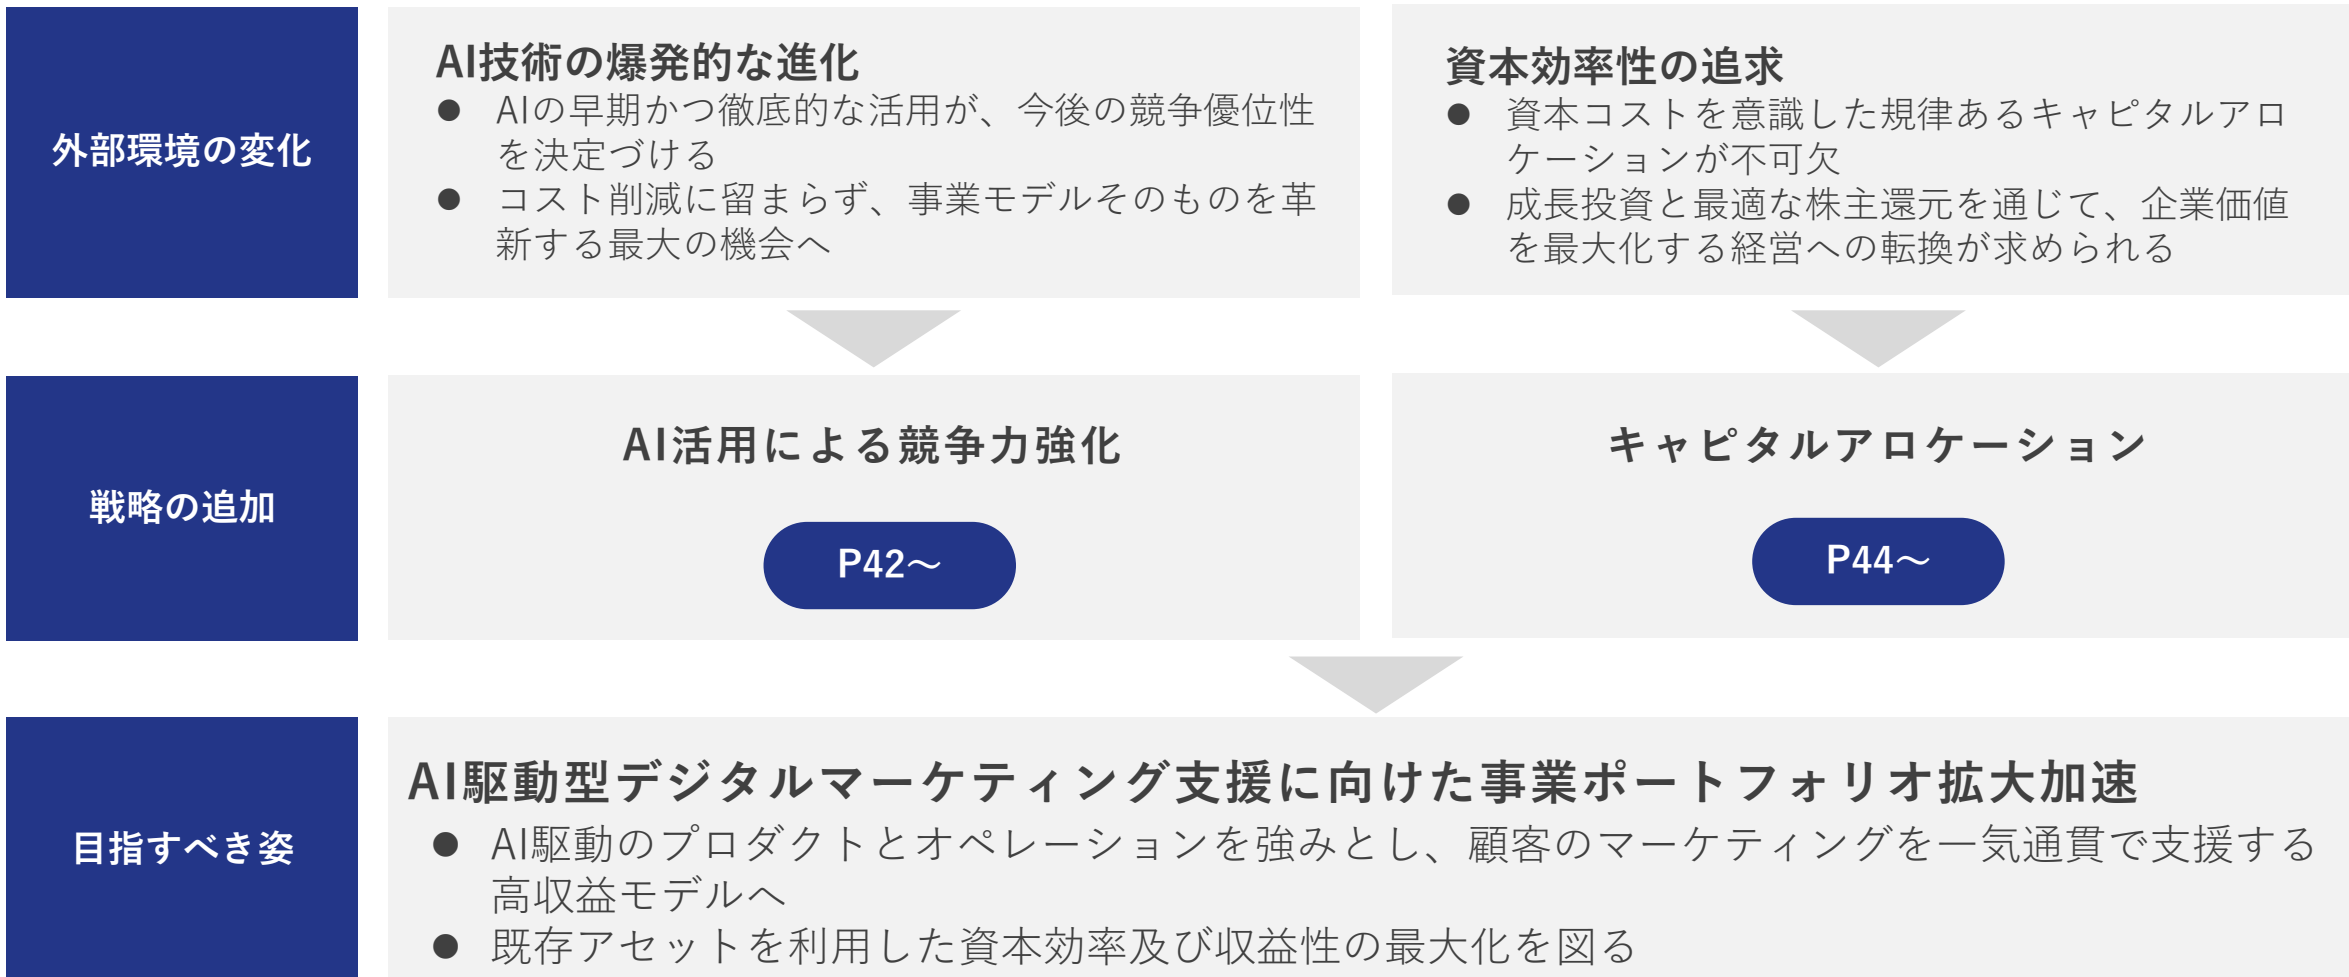 外部環境の変化
AI技術の爆発的な進化
● AIの早期かつ徹底的な活用が、今後の競争優位性
を決定づける
● コスト削減に留まらず、事業モデルそのものを革
新する最大の機会へ
資本効率性の追求
● 資本コストを意識した規律あるキャピタルアロ
ケーションが不可欠
● 成長投資と最適な株主還元を通じて、企業価値
を最大化する経営への転換が求められる
戦略の追加
AI活用による競争力強化
P42～
キャピタルアロケーション
P44～
目指すべき姿
AI駆動型デジタルマーケティング支援に向けた事業ポートフォリオ拡大加速
● AI駆動のプロダクトとオペレーションを強みとし、顧客のマーケティングを一気通貫で支援する
高収益モデルへ
● 既存アセットを利用した資本効率及び収益性の最大化を図る